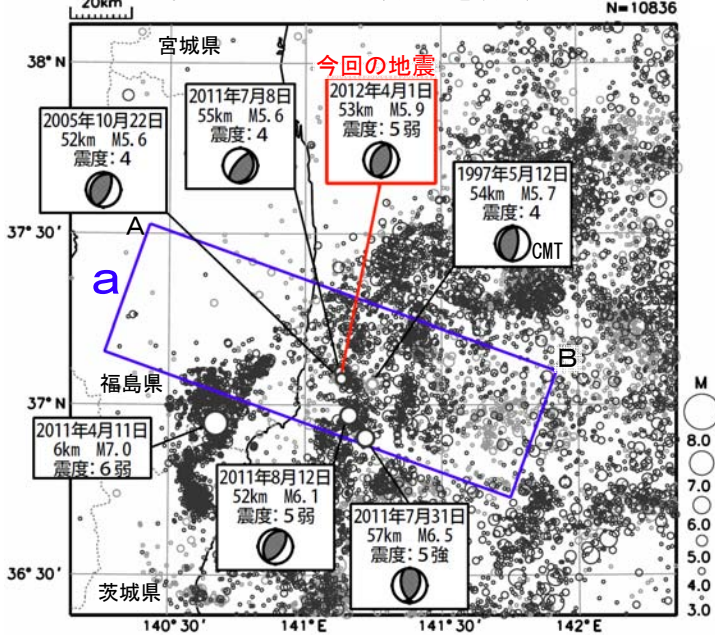 20km
N=10836
38°N
宮城県
今回の地震
2005年10月22日
52km M5.6
震度:4
2011年7月8日
55km M5.6
震度:4
2012年4月1日
53km M5.9
震度:5弱
1997年5月12日
54km M5.7
震度:4
CMT
37°30′
A
a
B
福島県
37°N
2011年4月11日
6km M7.0
震度:6弱
2011年8月12日
52km M6.1
震度:5弱
2011年7月31日
57km M6.5
震度:5強
36°30′
茨城県
140°30′
141°E
141°30′
142°E
M
8.0
7.0
6.0
5.0
4.0
3.0